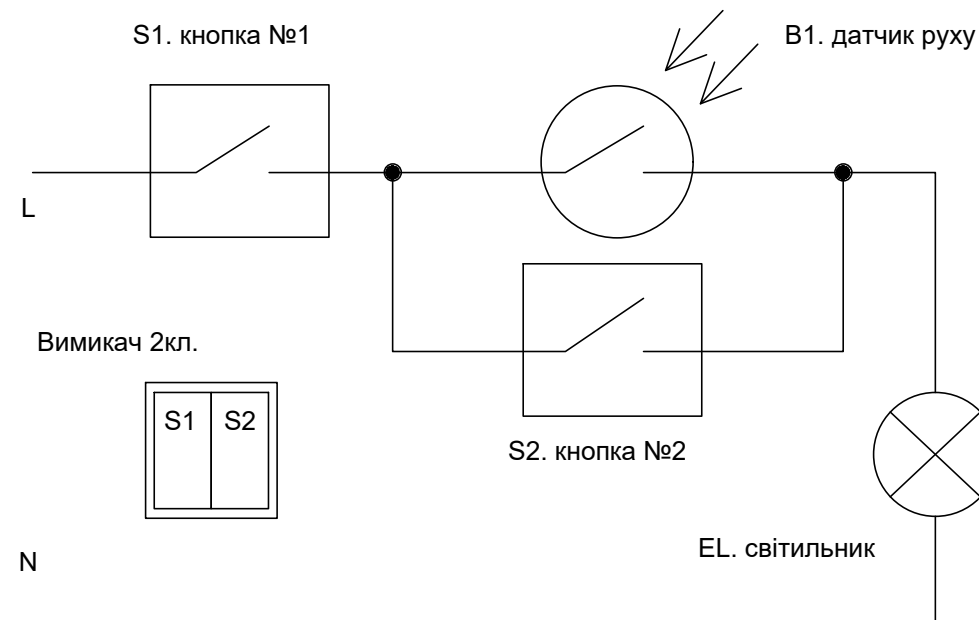 S1. кнопка №1
B1. датчик руху
L
Вимикач 2кл.
S1 S2
S2. кнопка №2
EL. світильник
N